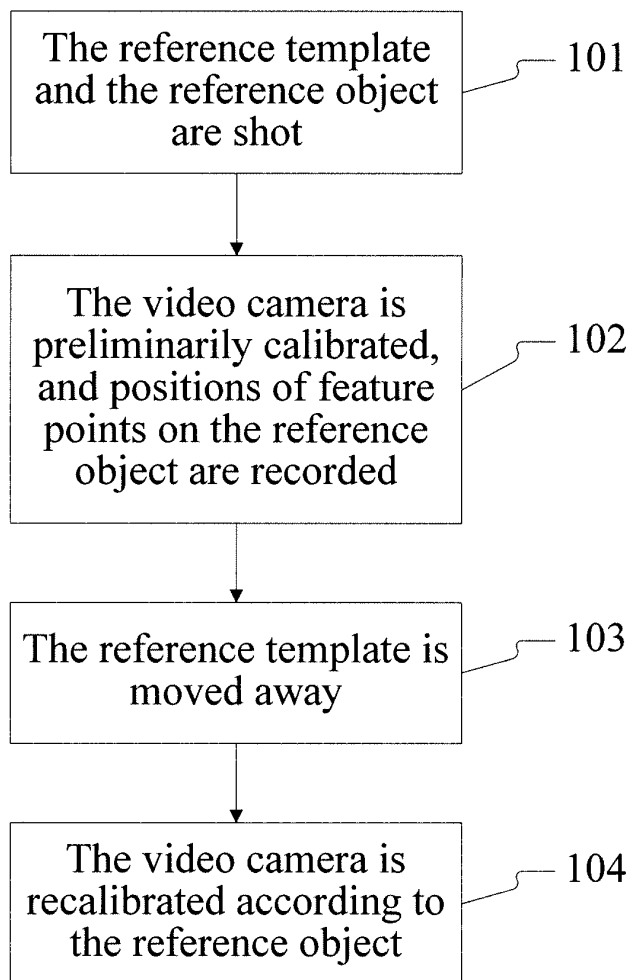 The reference template
and the reference object
are shot
101
The video camera is
preliminarily calibrated,
and positions of feature
points on the reference
object are recorded
102
The reference template is
moved away
103
The video camera is
recalibrated according to
the reference object
104